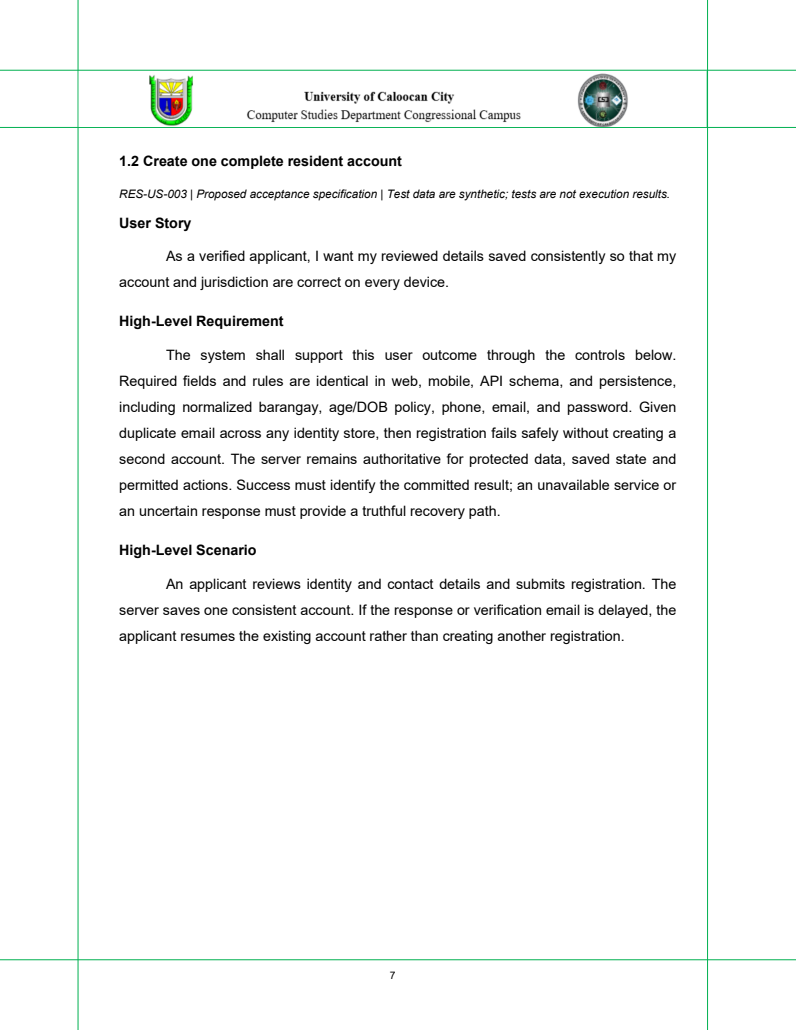 University of Caloocan City
Computer Studies Department Congressional Campus
1.2 Create one complete resident account
RES-US-003 | Proposed acceptance specification | Test data are synthetic; tests are not execution results.
User Story
As a verified applicant, I want my reviewed details saved consistently so that my
account and jurisdiction are correct on every device.
High-Level Requirement
The system shall support this user outcome through the controls below.
Required fields and rules are identical in web, mobile, API schema, and persistence,
including normalized barangay, age/DOB policy, phone, email, and password. Given
duplicate email across any identity store, then registration fails safely without creating a
second account. The server remains authoritative for protected data, saved state and
permitted actions. Success must identify the committed result; an unavailable service or
an uncertain response must provide a truthful recovery path.
High-Level Scenario
An applicant reviews identity and contact details and submits registration. The
server saves one consistent account. If the response or verification email is delayed, the
applicant resumes the existing account rather than creating another registration.
7